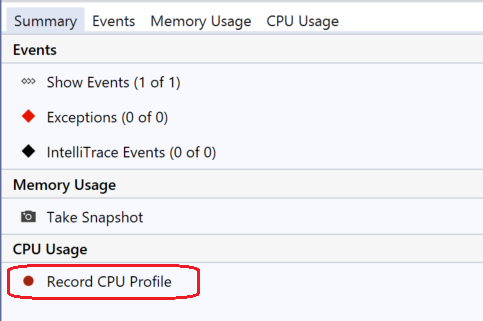 Summary Events Memory Usage CPU Usage
Events
Show Events (1 of 1)
Exceptions (0 of 0)
IntelliTrace Events (0 of 0)
Memory Usage
Take Snapshot
CPU Usage
Record CPU Profile